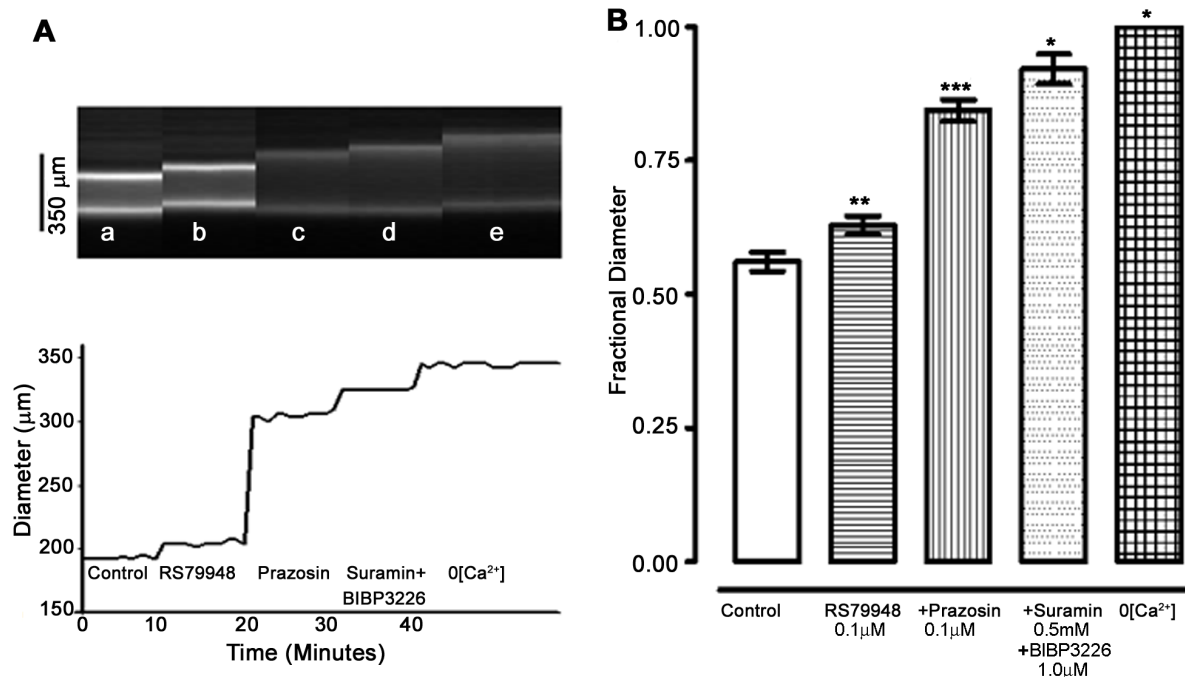 A
350 μm
a b c d e
Diameter (μm)
350
300
250
200
150
Control RS79948 Prazosin Suramin+ 0[Ca²⁺]
BIBP3226
0 10 20 30 40
Time (Minutes)
B
Fractional Diameter
1.00
0.75
0.50
0.25
0.00
**
***
*
*
Control RS79948 +Prazosin +Suramin 0[Ca²⁺]
0.1μM 0.1μM 0.5mM
+BIBP3226
1.0μM